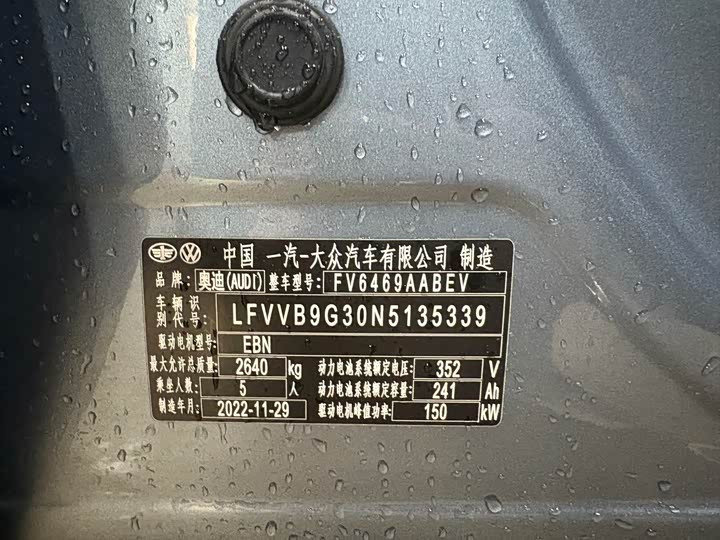 中国 一汽-大众汽车有限公司 制造
品牌: 奥迪(AUDI) 整车型号: FV6469AABEV
车辆识别代号: LFVVB9G30N5135339
驱动电机型号: EBN
最大允许总质量: 2640 kg 动力电池系统额定电压: 352 V
乘坐人数: 5 人 动力电池系统额定容量: 241 Ah
制造年月: 2022-11-29 驱动电机峰值功率: 150 kW